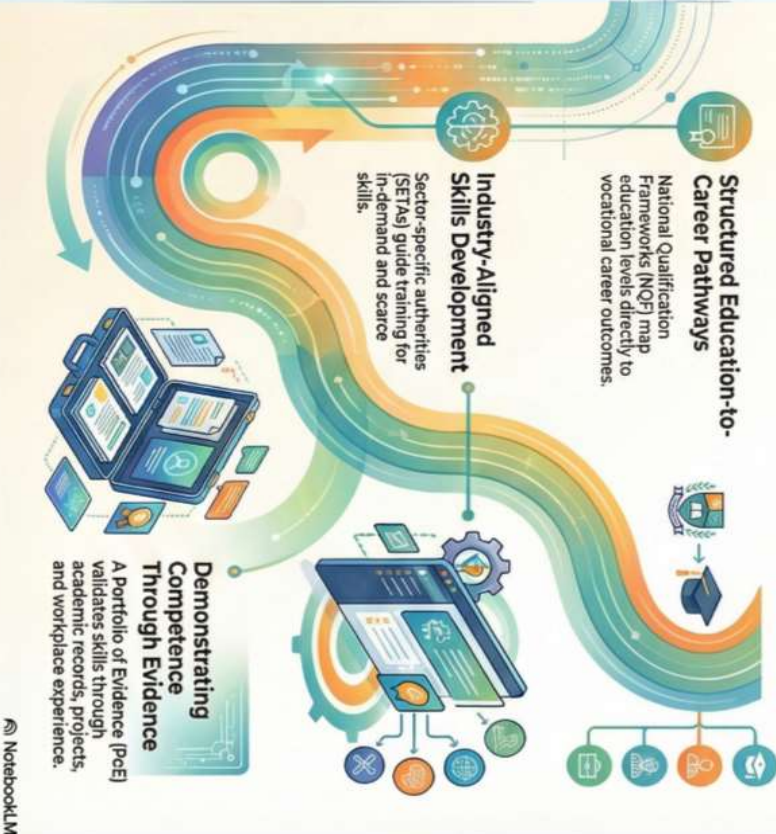 Structured Education-to-
Career Pathways
National Qualification
Frameworks (NQF) map
education levels directly to
vocational career outcomes.
Industry-Aligned
Skills Development
Sector-specific autherities
(SETAs) guide training for
in-demand and scarce
skills.
Demonstrating
Competence
Through Evidence
A Portfolio of Evidence (PoE)
validates skills through
academic records, projects,
and workplace experience.
NotebookLM